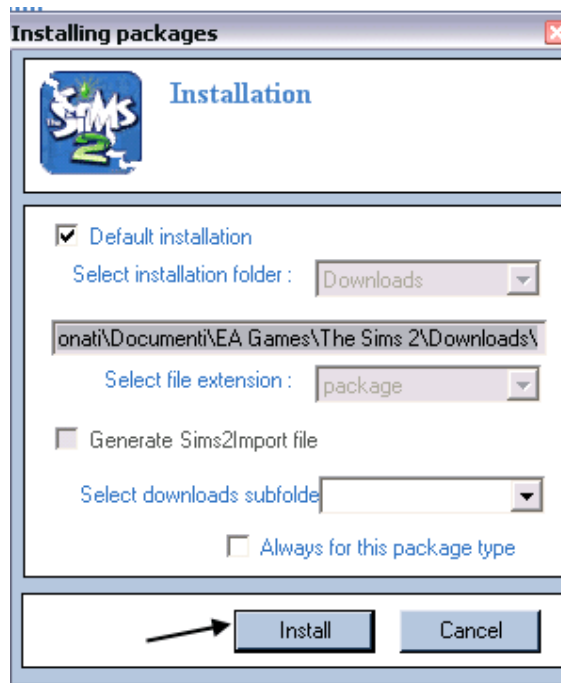 Installing packages
THE SIMS 2
Installation
Default installation
Select installation folder : Downloads
onati\Documenti\EA Games\The Sims 2\Downloads\
Select file extension : package
Generate Sims2Import file
Select downloads subfolde
Always for this package type
Install Cancel